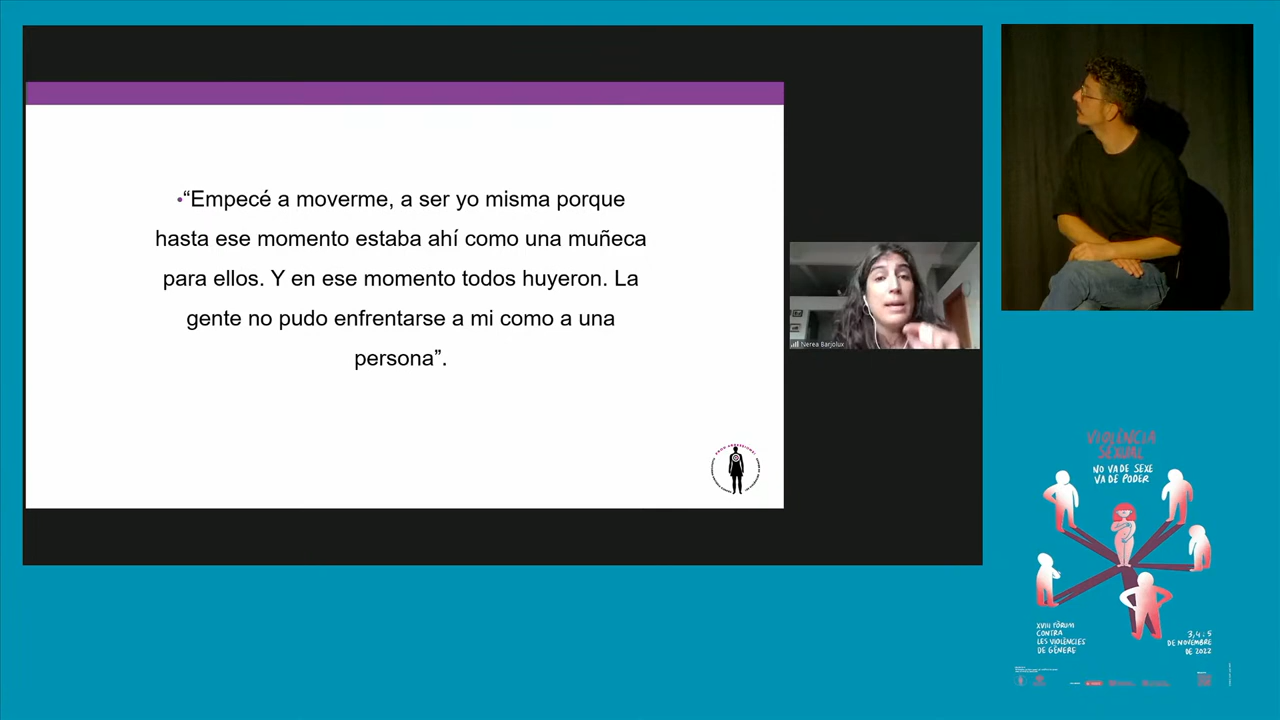 •“Empecé a moverme, a ser yo misma porque
hasta ese momento estaba ahí como una muñeca
para ellos. Y en ese momento todos huyeron. La
gente no pudo enfrentarse a mi como a una
persona”.
Nerea Barjolux
VIOLÈNCIA
SEXUAL
NO VA DE SEXE
VA DE PODER
XVIII FÒRUM
CONTRA
LES VIOLÈNCIES
DE GÈNERE
3, 4 i 5
DE NOVEMBRE
DE 2022